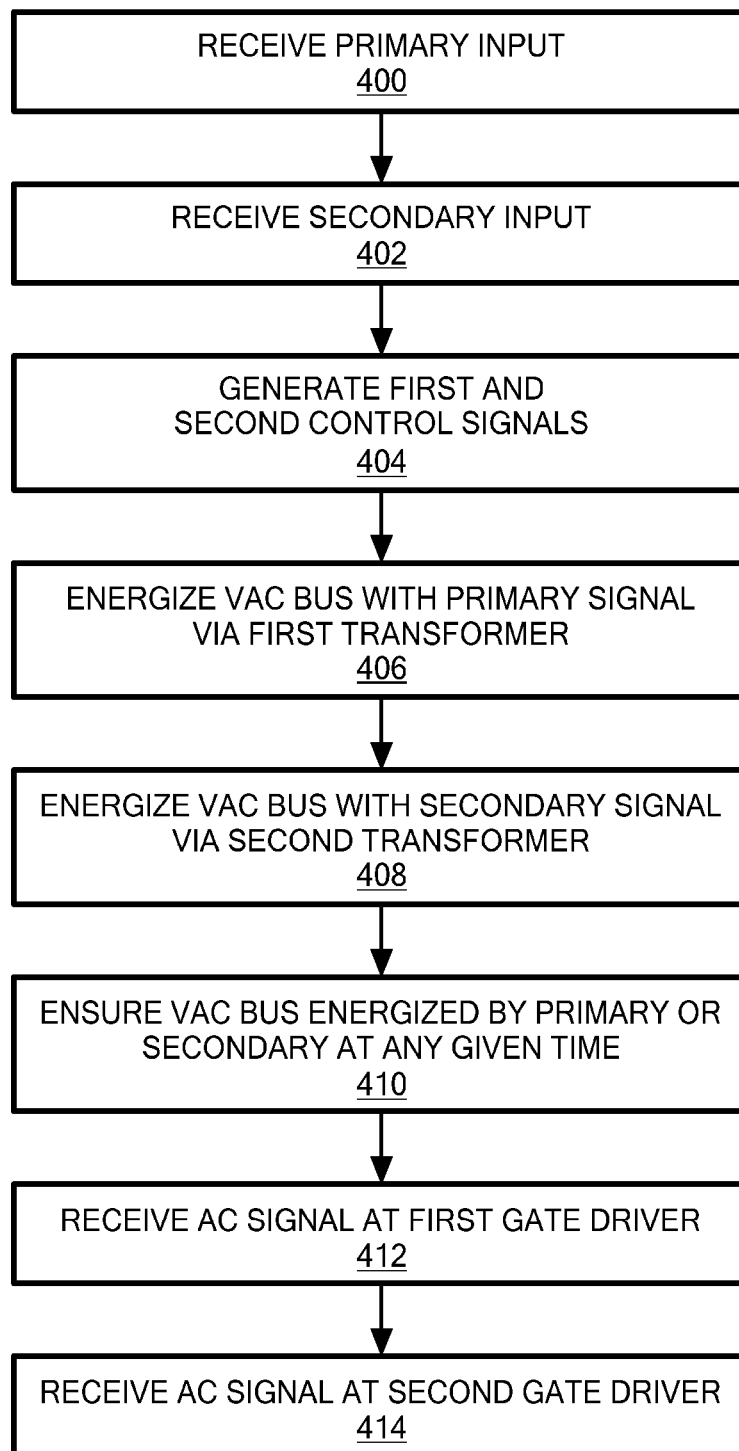 RECEIVE PRIMARY INPUT
400
RECEIVE SECONDARY INPUT
402
GENERATE FIRST AND
SECOND CONTROL SIGNALS
404
ENERGIZE VAC BUS WITH PRIMARY SIGNAL
VIA FIRST TRANSFORMER
406
ENERGIZE VAC BUS WITH SECONDARY SIGNAL
VIA SECOND TRANSFORMER
408
ENSURE VAC BUS ENERGIZED BY PRIMARY OR
SECONDARY AT ANY GIVEN TIME
410
RECEIVE AC SIGNAL AT FIRST GATE DRIVER
412
RECEIVE AC SIGNAL AT SECOND GATE DRIVER
414